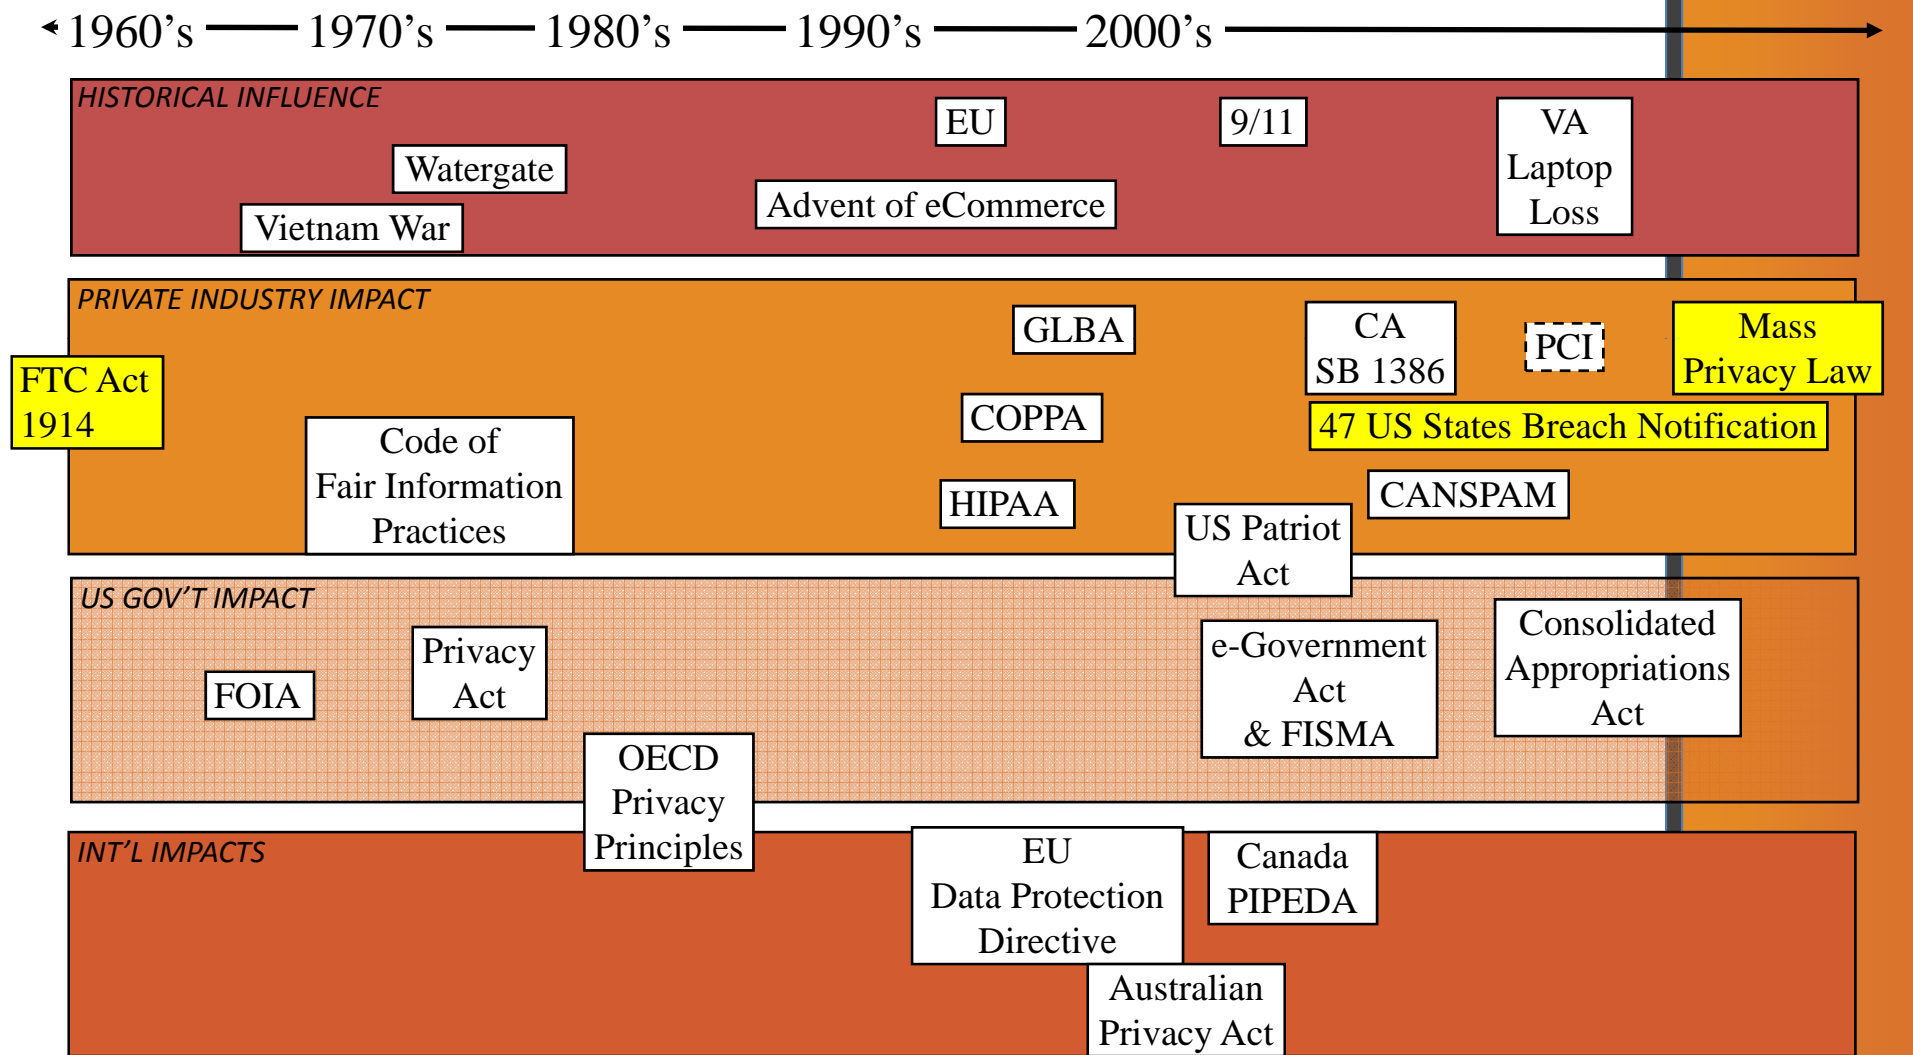 1960’s 1970’s 1980’s 1990’s 2000’s
HISTORICAL INFLUENCE
EU
9/11
VA
Laptop
Loss
Watergate
Advent of eCommerce
Vietnam War
PRIVATE INDUSTRY IMPACT
GLBA
CA
SB 1386
PCI
Mass
Privacy Law
FTC Act
1914
COPPA
47 US States Breach Notification
Code of
Fair Information
Practices
HIPAA
CANSPAM
US Patriot
Act
US GOV’T IMPACT
FOIA
Privacy
Act
e-Government
Act
& FISMA
Consolidated
Appropriations
Act
OECD
Privacy
Principles
INT’L IMPACTS
EU
Data Protection
Directive
Canada
PIPEDA
Australian
Privacy Act